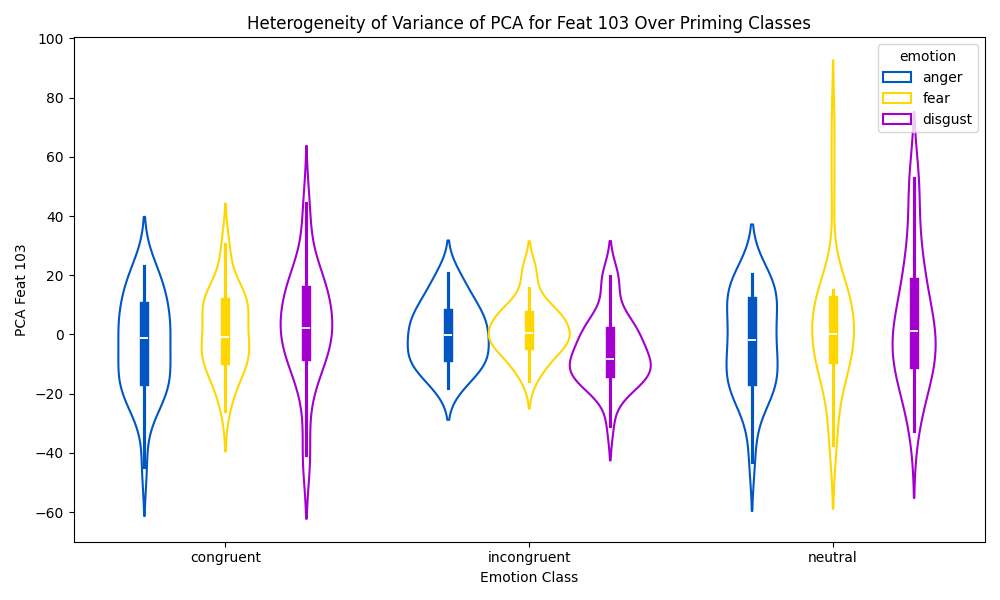 Heterogeneity of Variance of PCA for Feat 103 Over Priming Classes
emotion
anger
fear
disgust
PCA Feat 103
100
80
60
40
20
0
−20
−40
−60
congruent
incongruent
neutral
Emotion Class